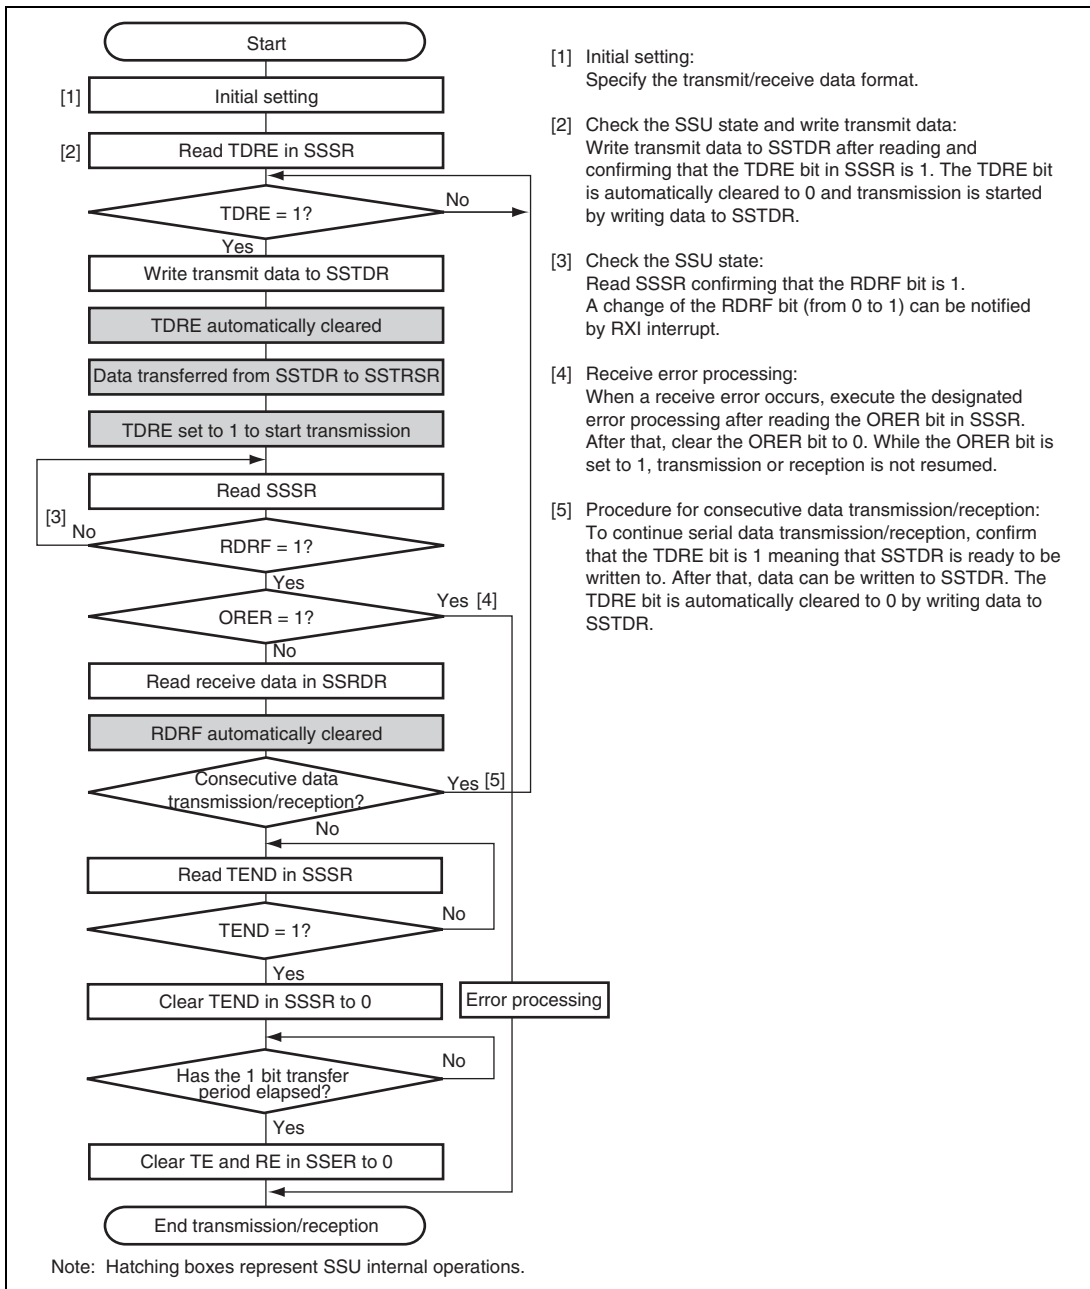 Start
[1] Initial setting
[2] Read TDRE in SSSR
TDRE = 1?
No
Yes
Write transmit data to SSTDR
TDRE automatically cleared
Data transferred from SSTDR to SSTRSR
TDRE set to 1 to start transmission
Read SSSR
[3]
No
RDRF = 1?
Yes
ORER = 1?
Yes [4]
No
Read receive data in SSRDR
RDRF automatically cleared
Consecutive data
transmission/reception?
Yes [5]
No
Read TEND in SSSR
TEND = 1?
No
Yes
Clear TEND in SSSR to 0
Error processing
Has the 1 bit transfer
period elapsed?
No
Yes
Clear TE and RE in SSER to 0
End transmission/reception
[1] Initial setting:
Specify the transmit/receive data format.
[2] Check the SSU state and write transmit data:
Write transmit data to SSTDR after reading and
confirming that the TDRE bit in SSSR is 1. The TDRE bit
is automatically cleared to 0 and transmission is started
by writing data to SSTDR.
[3] Check the SSU state:
Read SSSR confirming that the RDRF bit is 1.
A change of the RDRF bit (from 0 to 1) can be notified
by RXI interrupt.
[4] Receive error processing:
When a receive error occurs, execute the designated
error processing after reading the ORER bit in SSSR.
After that, clear the ORER bit to 0. While the ORER bit is
set to 1, transmission or reception is not resumed.
[5] Procedure for consecutive data transmission/reception:
To continue serial data transmission/reception, confirm
that the TDRE bit is 1 meaning that SSTDR is ready to be
written to. After that, data can be written to SSTDR. The
TDRE bit is automatically cleared to 0 by writing data to
SSTDR.
Note: Hatching boxes represent SSU internal operations.